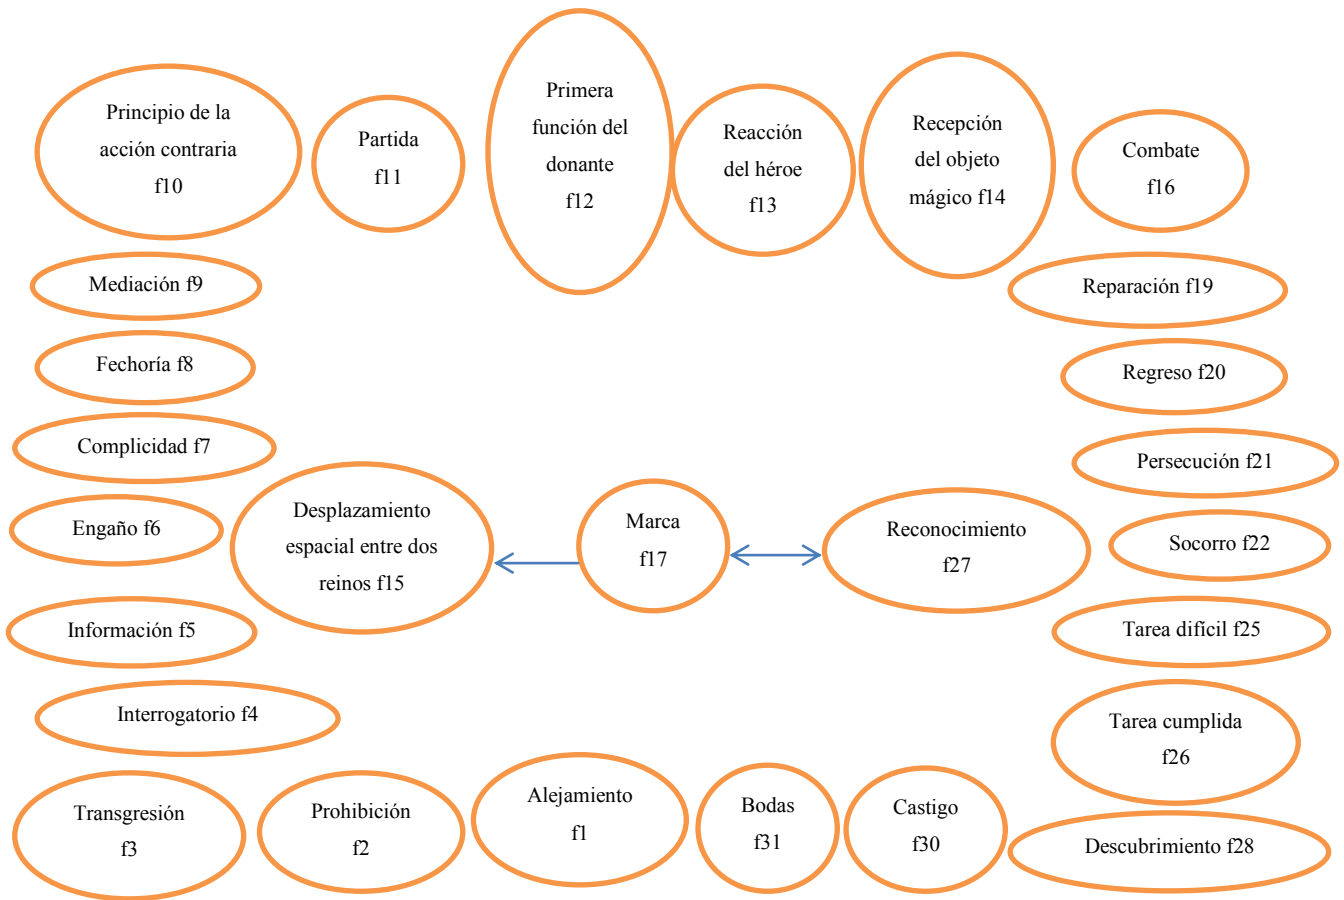 Principio de la
acción contraria
f10
Partida
f11
Primera
función del
donante
f12
Reacción
del héroe
f13
Recepción
del objeto
mágico f14
Combate
f16
Mediación f9
Reparación f19
Fechoría f8
Regreso f20
Complicidad f7
Persecución f21
Engaño f6
Desplazamiento
espacial entre dos
reinos f15
Marca
f17
Reconocimiento
f27
Socorro f22
Información f5
Tarea difícil f25
Interrogatorio f4
Tarea cumplida
f26
Transgresión
f3
Prohibición
f2
Alejamiento
f1
Bodas
f31
Castigo
f30
Descubrimiento f28